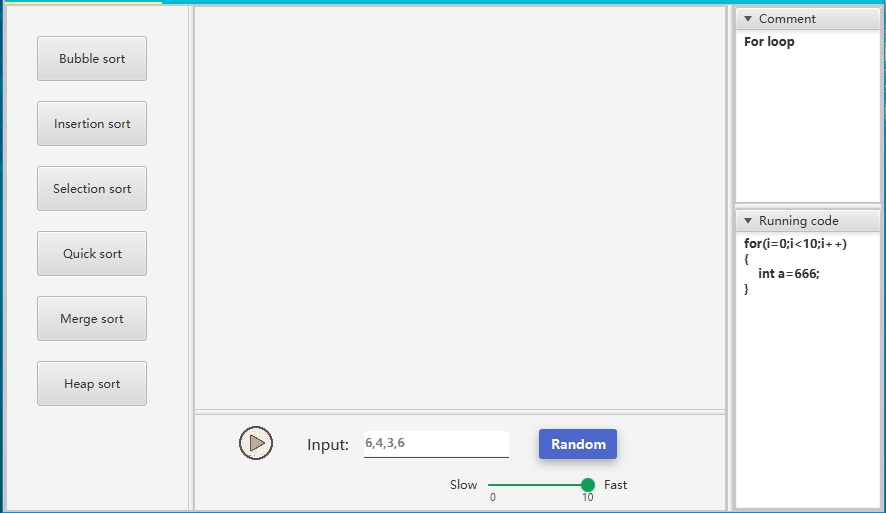 Bubble sort
Insertion sort
Selection sort
Quick sort
Merge sort
Heap sort
Input:
6,4,3,6
Random
Slow
Fast
0
10
Comment
For loop
Running code
for(i=0;i<10;i++)
{
int a=666;
}